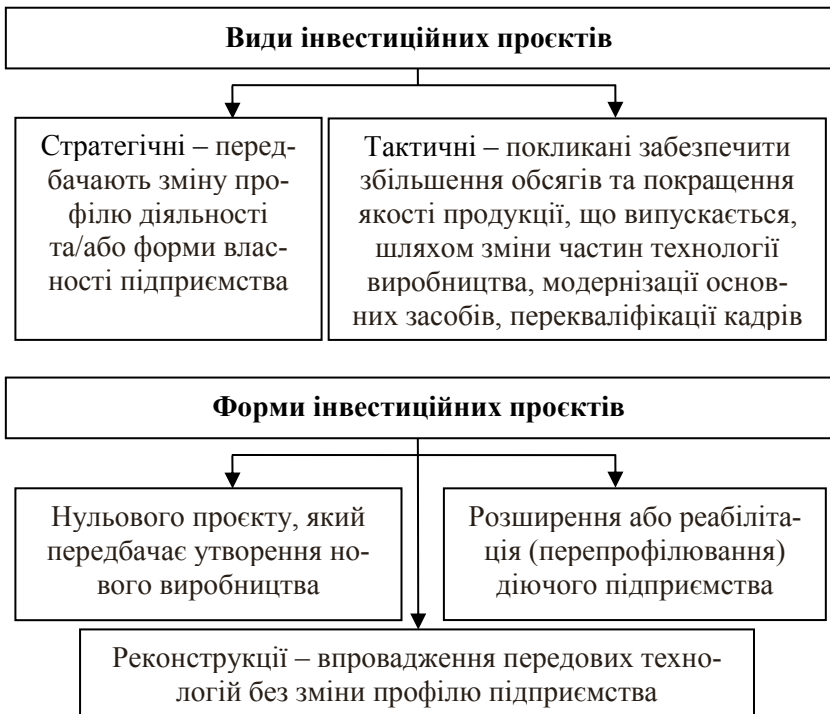 Види інвестиційних проєктів
Стратегічні – перед-
бачають зміну про-
філю діяльності
та/або форми влас-
ності підприємства
Тактичні – покликані забезпечити
збільшення обсягів та покращення
якості продукції, що випускається,
шляхом зміни частин технології
виробництва, модернізації основ-
них засобів, перекваліфікації кадрів
Форми інвестиційних проєктів
Нульового проєкту, який
передбачає утворення но-
вого виробництва
Розширення або реабіліта-
ція (перепрофілювання)
діючого підприємства
Реконструкції – впровадження передових техно-
логій без зміни профілю підприємства